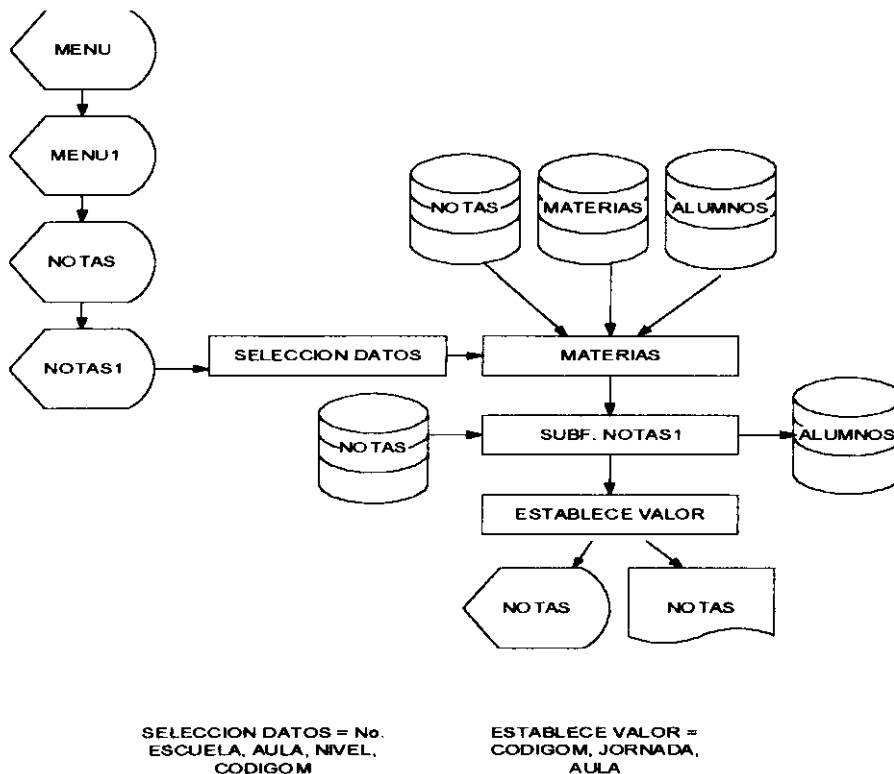 MENU
MENU1
NOTAS
NOTAS1
SELECCION DATOS
NOTAS
MATERIAS
ALUMNOS
MATERIAS
NOTAS
SUBF. NOTAS1
ALUMNOS
ESTABLECE VALOR
NOTAS
NOTAS
SELECCION DATOS = No.
ESCUELA, AULA, NIVEL,
CODIGOM
ESTABLECE VALOR =
CODIGOM, JORNADA,
AULA